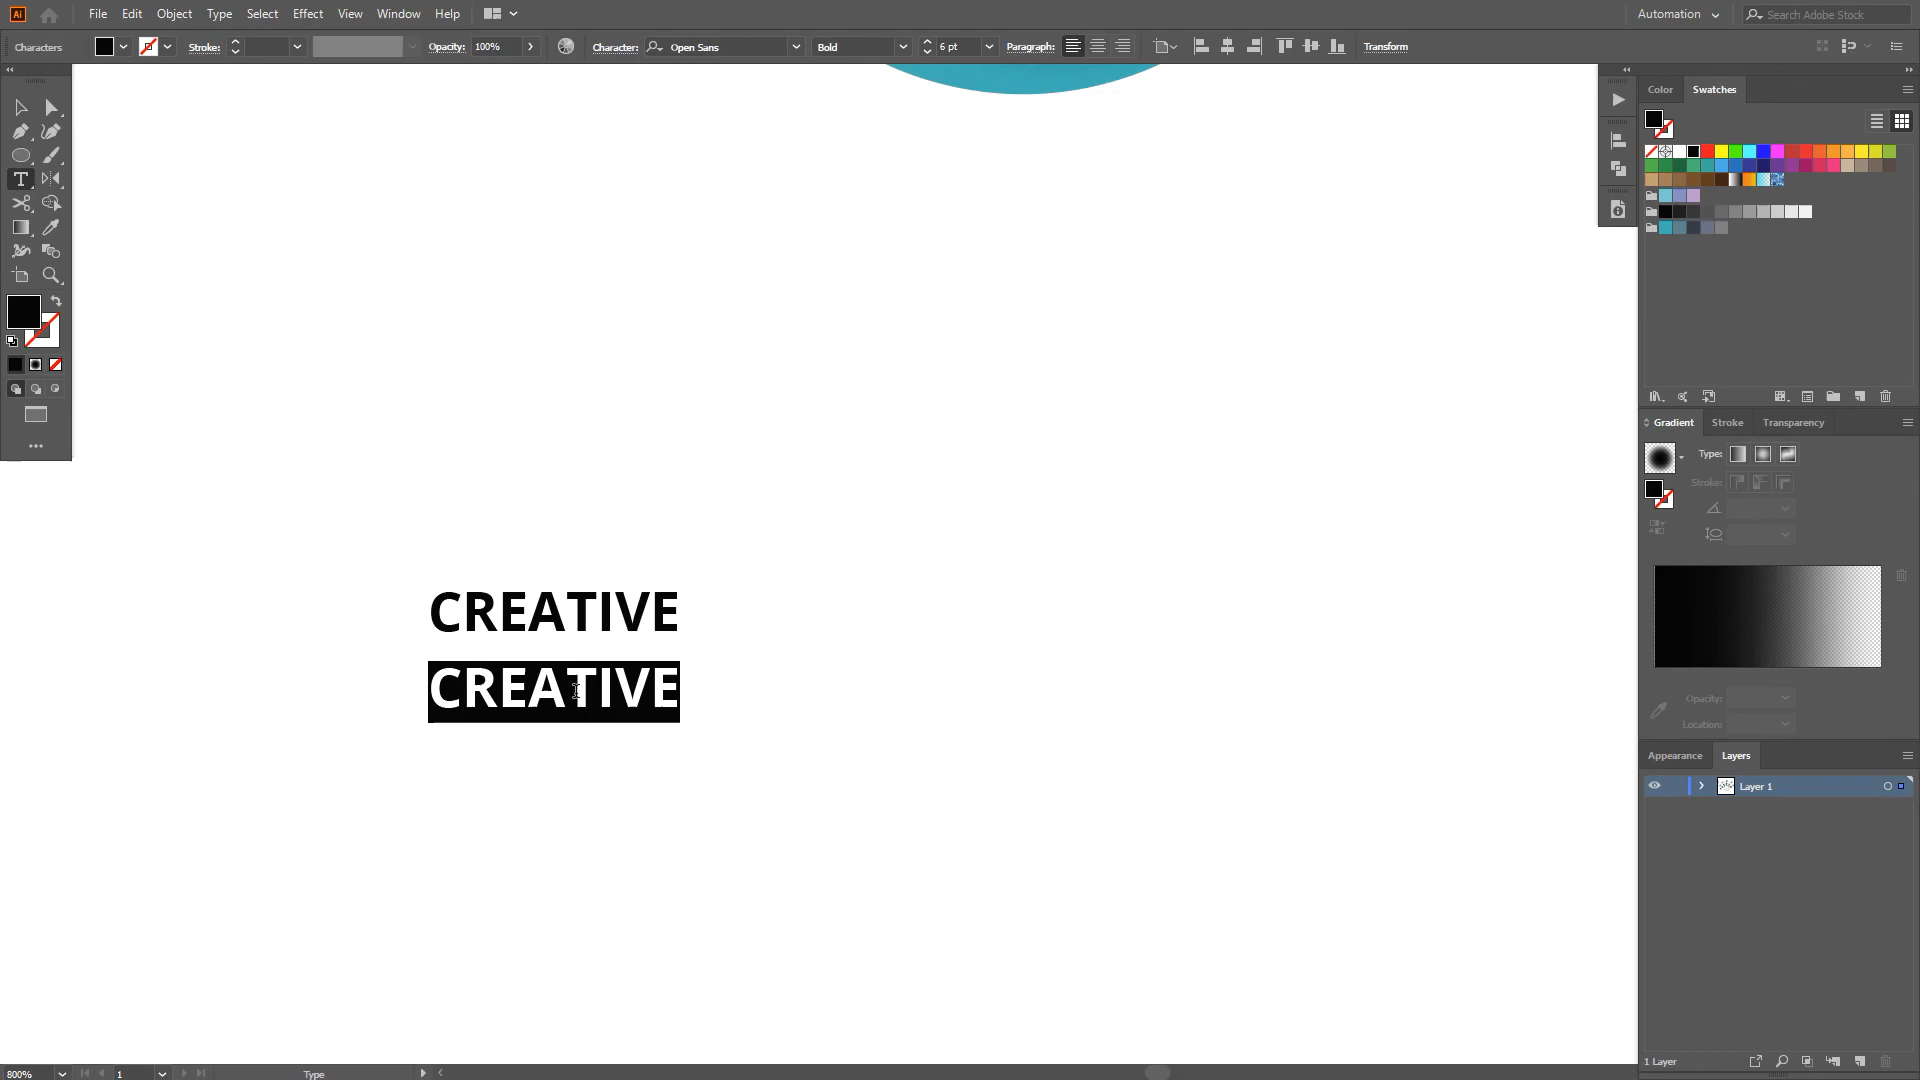 Ai File Edit Object Type Select Effect View Window Help Automation Search Adobe Stock
Characters Stroke: Opacity: 100% Character: Open Sans Bold 6 pt Paragraph: Transform
Color Swatches
T
Gradient Stroke Transparency
Type:
Stroke:
CREATIVE
CREATIVE
Opacity:
Location:
Appearance Layers
Layer 1
1 Layer
800% 1 Type